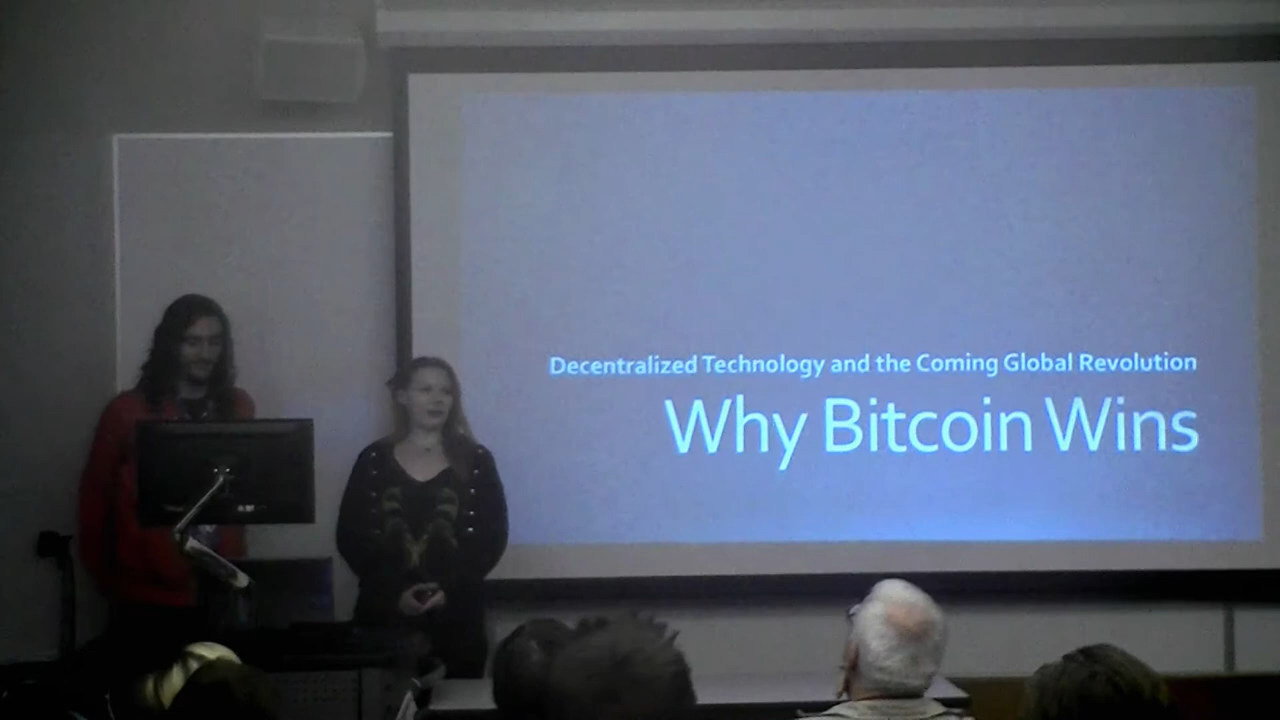 Decentralized Technology and the Coming Global Revolution
Why Bitcoin Wins